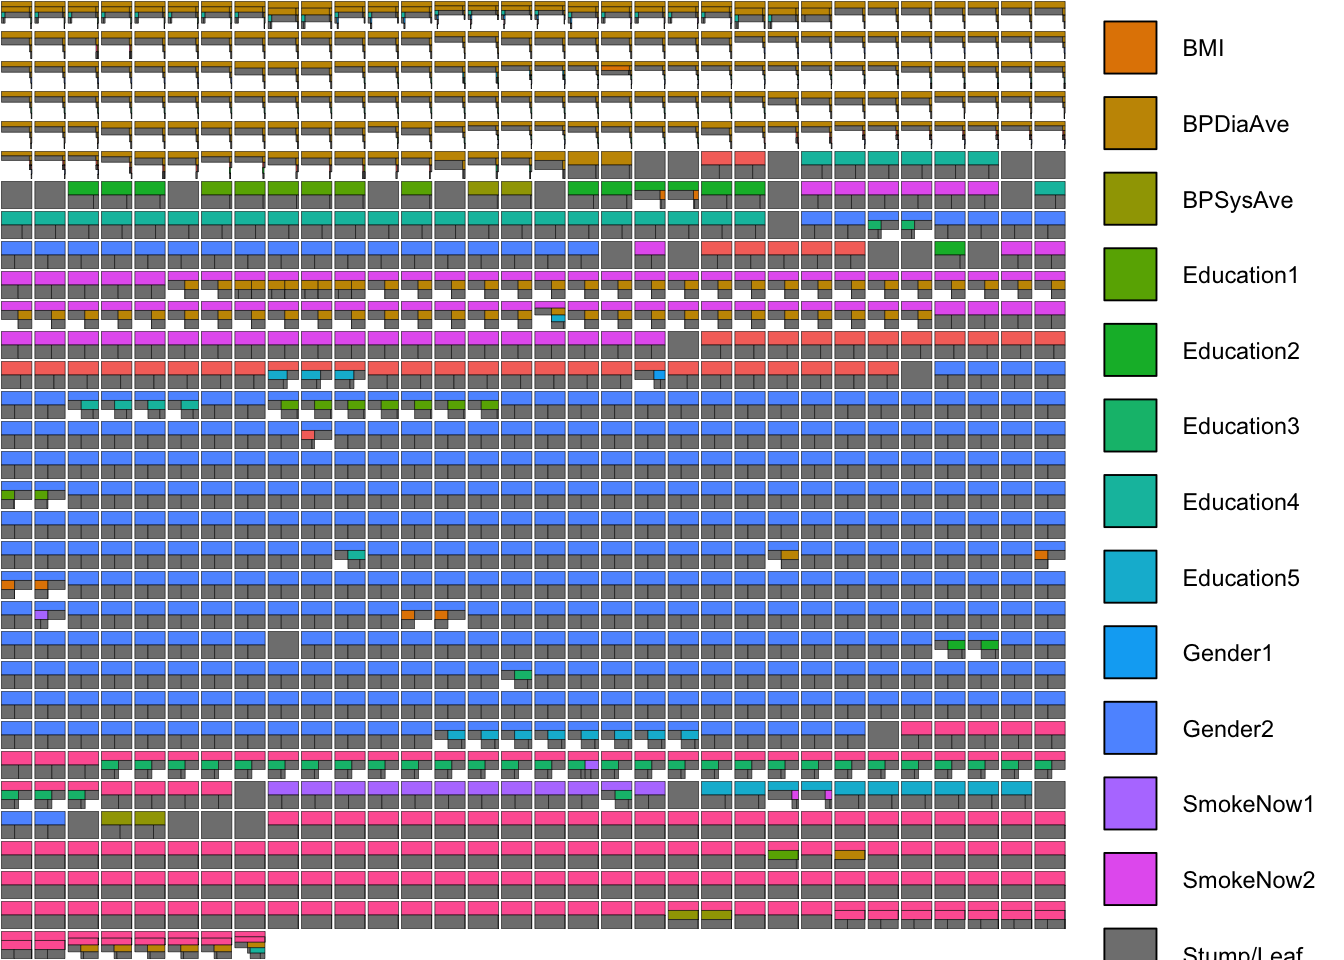 BMI
BPDiaAve
BPSysAve
Education1
Education2
Education3
Education4
Education5
Gender1
Gender2
SmokeNow1
SmokeNow2
Stump/Leaf